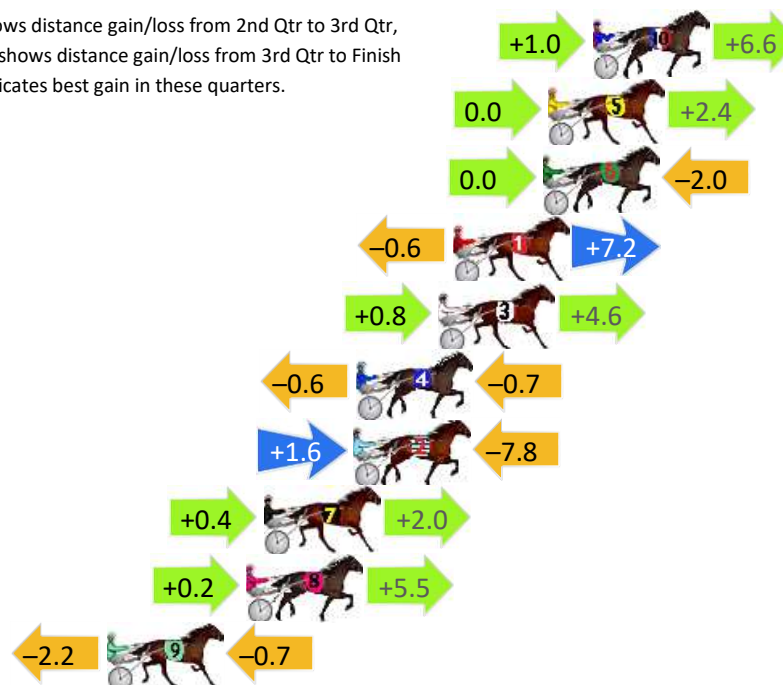 ows distance gain/loss from 2nd Qtr to 3rd Qtr,
shows distance gain/loss from 3rd Qtr to Finish
icates best gain in these quarters.
+1.0 10 +6.6
0.0 5 +2.4
0.0 6 –2.0
–0.6 1 +7.2
+0.8 3 +4.6
–0.6 4 –0.7
+1.6 2 –7.8
+0.4 7 +2.0
+0.2 8 +5.5
–2.2 9 –0.7